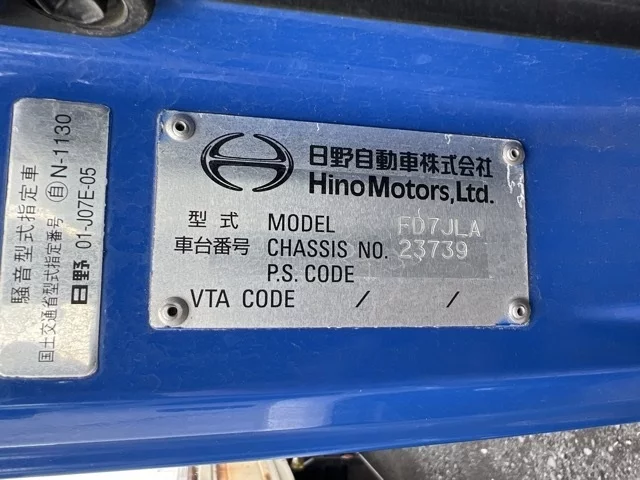 騒音型式指定車
国土交通省型式指定番号 自N-1130
日野 01-J07E-05
日野自動車株式会社
Hino Motors, Ltd.
型式 MODEL FD7JLA
車台番号 CHASSIS NO. 23739
P.S. CODE
VTA CODE / /